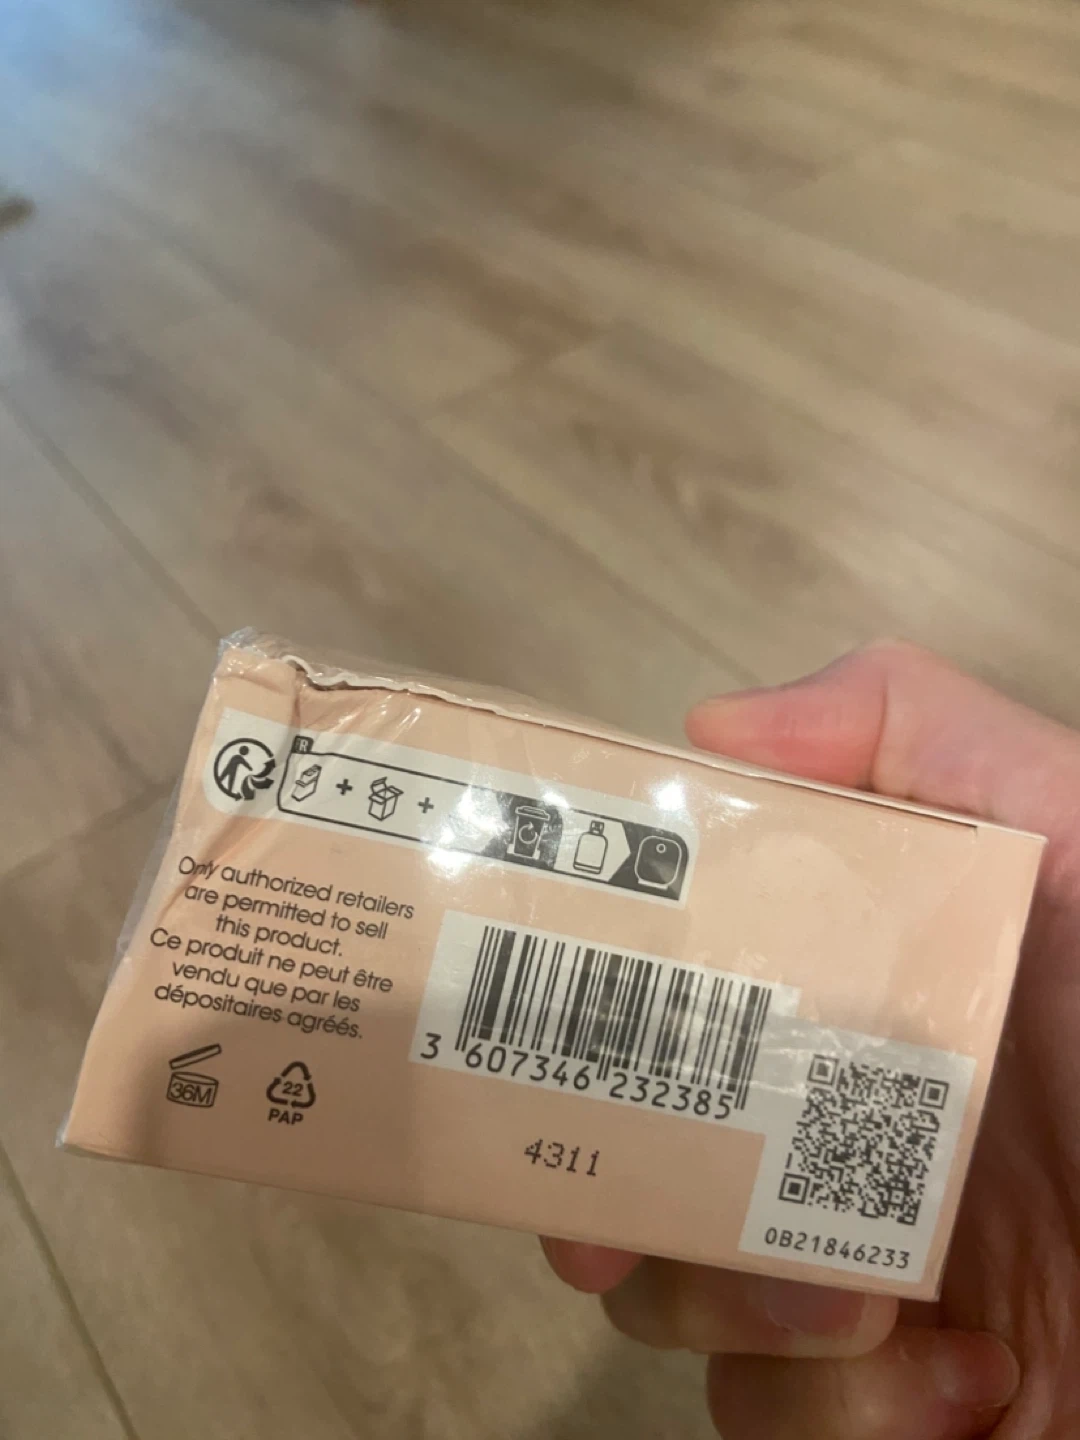 R
Only authorized retailers
are permitted to sell
this product.
Ce produit ne peut être
vendu que par les
dépositaires agréés.
36M
22
PAP
3 607346 232385
4311
0B21846233